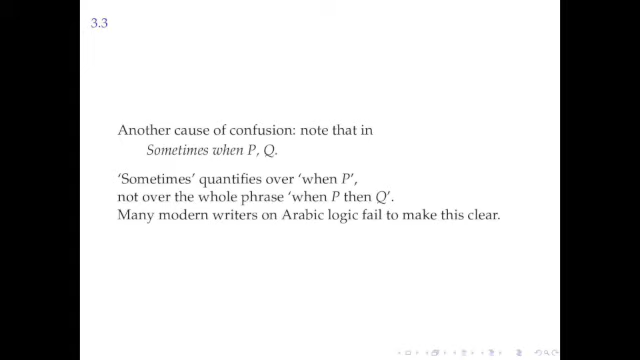 3.3
Another cause of confusion: note that in
Sometimes when P, Q.
‘Sometimes’ quantifies over ‘when P’,
not over the whole phrase ‘when P then Q’.
Many modern writers on Arabic logic fail to make this clear.